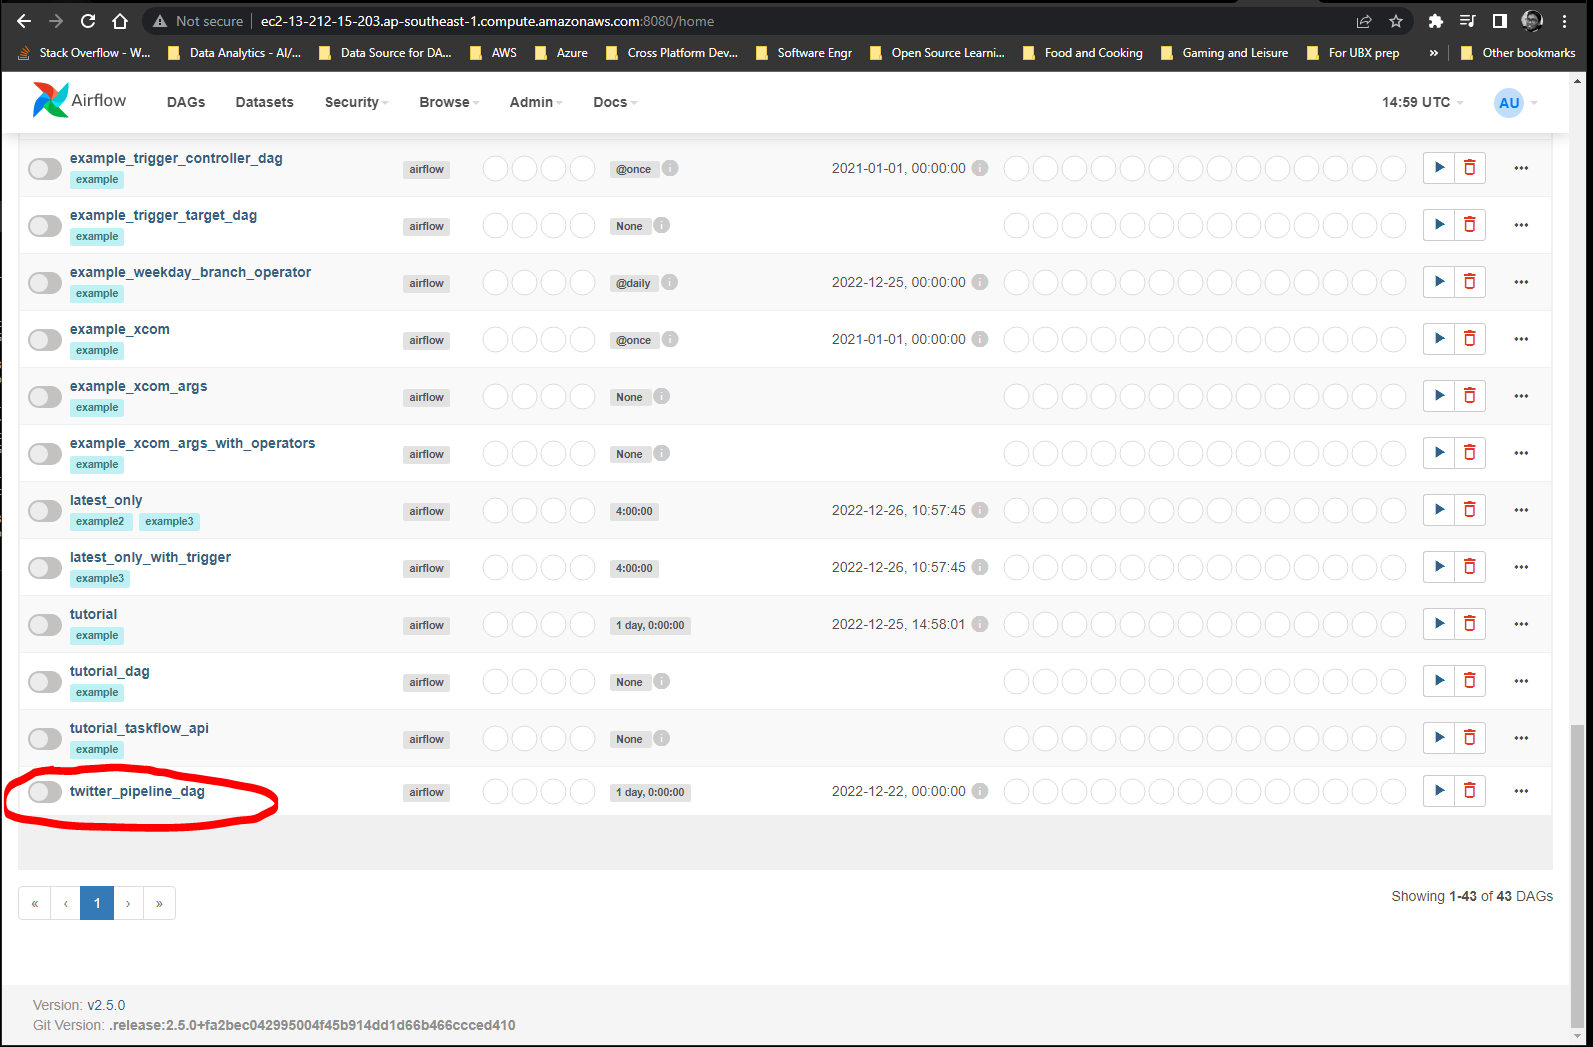 Not secure ec2-13-212-15-203.ap-southeast-1.compute.amazonaws.com:8080/home
Stack Overflow - W... Data Analytics - AI/... Data Source for DA... AWS Azure Cross Platform Dev... Software Engr Open Source Learni... Food and Cooking Gaming and Leisure For UBX prep » Other bookmarks
Airflow DAGs Datasets Security Browse Admin Docs 14:59 UTC AU
example_trigger_controller_dag
example airflow @once i 2021-01-01, 00:00:00 i
example_trigger_target_dag
example airflow None i
example_weekday_branch_operator
example airflow @daily i 2022-12-25, 00:00:00 i
example_xcom
example airflow @once i 2021-01-01, 00:00:00 i
example_xcom_args
example airflow None i
example_xcom_args_with_operators
example airflow None i
latest_only
example2 example3 airflow 4:00:00 2022-12-26, 10:57:45 i
latest_only_with_trigger
example3 airflow 4:00:00 2022-12-26, 10:57:45 i
tutorial
example airflow 1 day, 0:00:00 2022-12-25, 14:58:01 i
tutorial_dag
example airflow None i
tutorial_taskflow_api
example airflow None i
twitter_pipeline_dag airflow 1 day, 0:00:00 2022-12-22, 00:00:00 i
« ‹ 1 › » Showing 1-43 of 43 DAGs
Version: v2.5.0
Git Version: .release:2.5.0+fa2bec042995004f45b914dd1d66b466ccced410